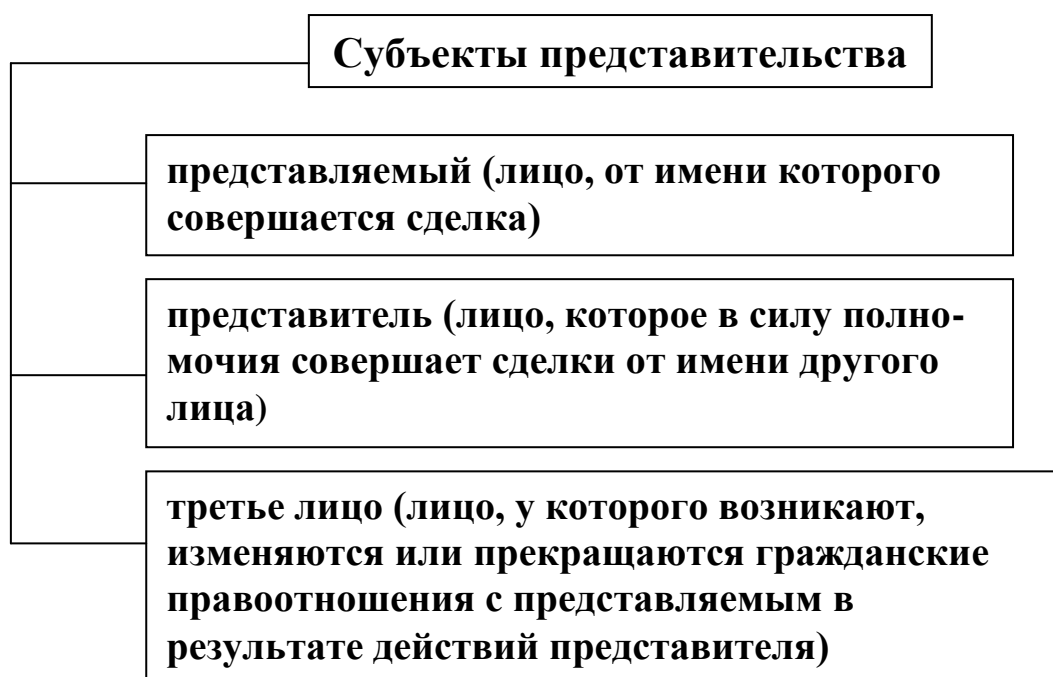 Субъекты представительства
представляемый (лицо, от имени которого
совершается сделка)
представитель (лицо, которое в силу полно-
мочия совершает сделки от имени другого
лица)
третье лицо (лицо, у которого возникают,
изменяются или прекращаются гражданские
правоотношения с представляемым в
результате действий представителя)